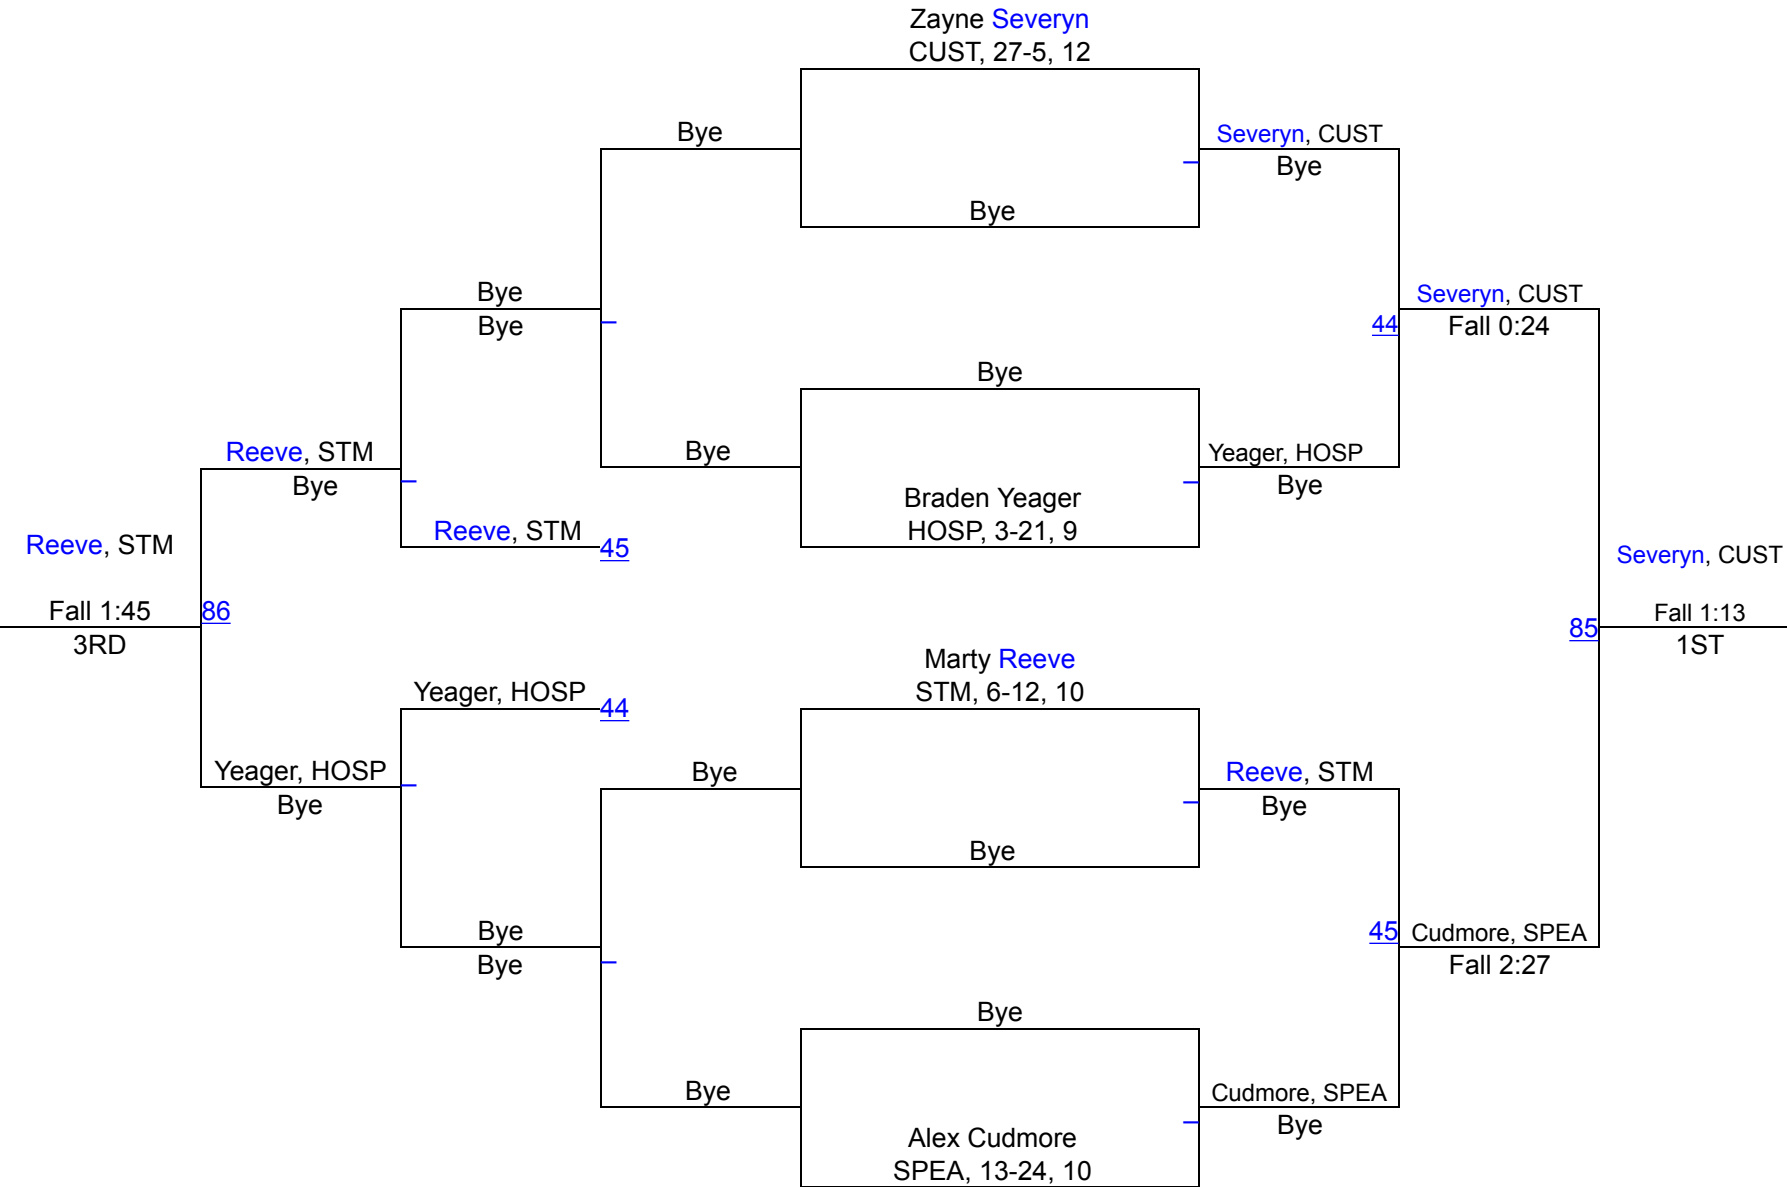 Zayne Severyn
CUST, 27-5, 12
Bye
Severyn, CUST
Bye
Bye
Bye
Bye
Severyn, CUST
44
Fall 0:24
Bye
Bye
Yeager, HOSP
Bye
Reeve, STM
Bye
Braden Yeager
HOSP, 3-21, 9
Reeve, STM
45
Reeve, STM
Severyn, CUST
Fall 1:45
86
3RD
Fall 1:13
85
1ST
Marty Reeve
STM, 6-12, 10
Yeager, HOSP
44
Yeager, HOSP
Bye
Bye
Reeve, STM
Bye
Bye
Bye
Bye
45
Cudmore, SPEA
Fall 2:27
Bye
Bye
Cudmore, SPEA
Bye
Alex Cudmore
SPEA, 13-24, 10